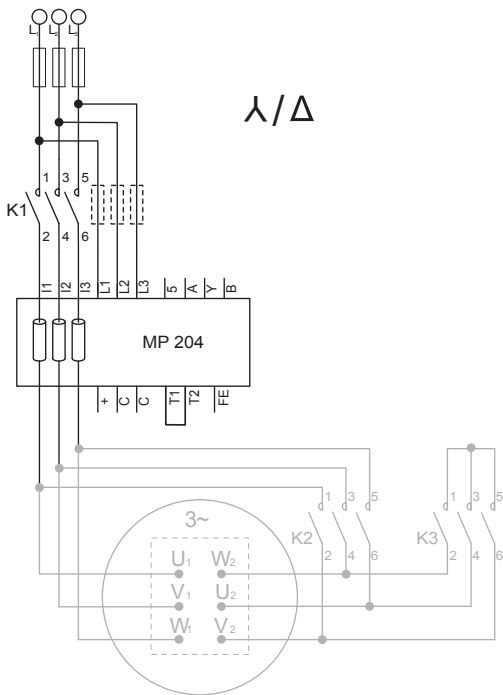 L1 L2 L3
⅄/Δ
1 3 5
K1
2 4 6
I1 I2 I3 L1 L2 L3 5 A Y B
MP 204
+ C C T1 T2 FE
3~
1 3 5 1 3 5
K2 K3
2 4 6 2 4 6
U1 W2
V1 U2
W1 V2